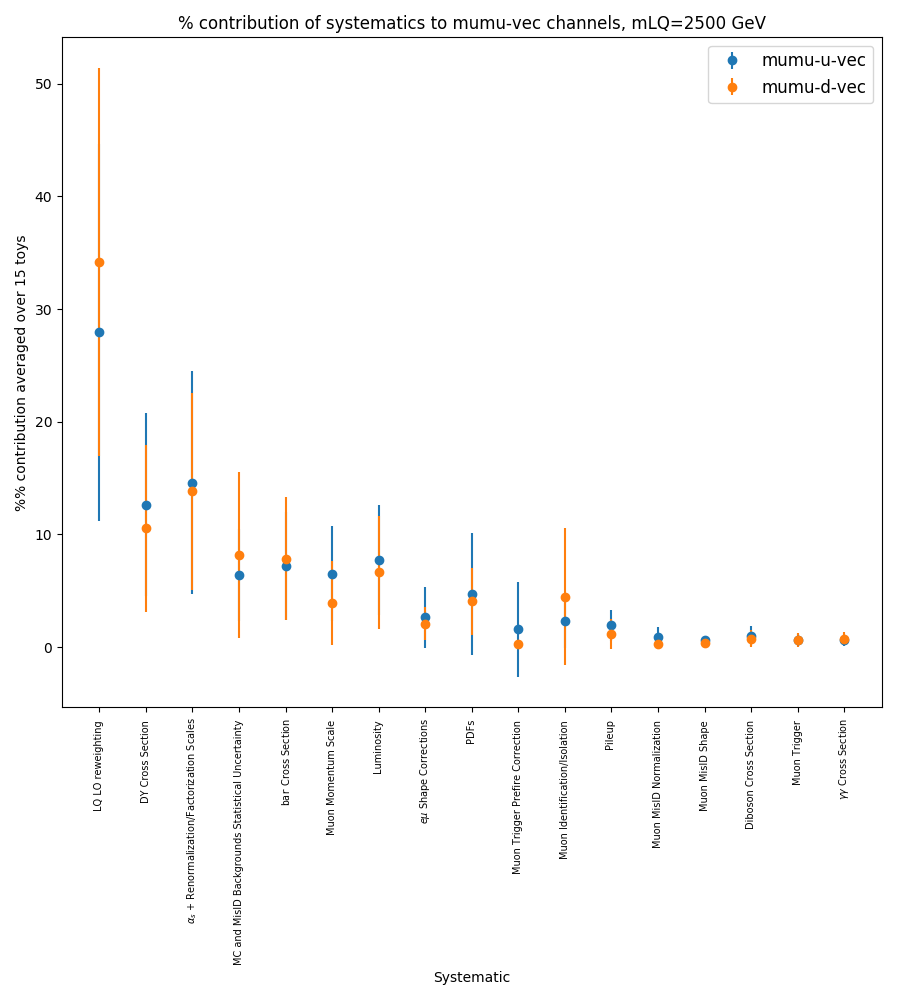 % contribution of systematics to mumu-vec channels, mLQ=2500 GeV
mumu-u-vec
mumu-d-vec
%% contribution averaged over 15 toys
50
40
30
20
10
0
LQ LO reweighting
DY Cross Section
αs + Renormalization/Factorization Scales
MC and MisID Backgrounds Statistical Uncertainty
bar Cross Section
Muon Momentum Scale
Luminosity
eμ Shape Corrections
PDFs
Muon Trigger Prefire Correction
Muon Identification/Isolation
Pileup
Muon MisID Normalization
Muon MisID Shape
Diboson Cross Section
Muon Trigger
γγ Cross Section
Systematic